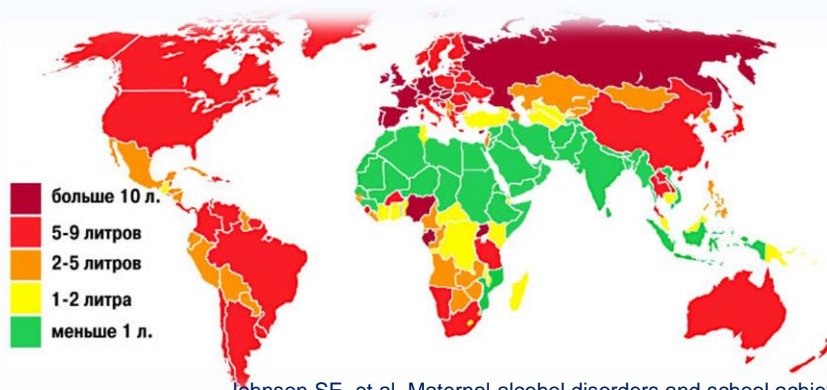 больше 10 л.
5-9 литров
2-5 литров
1-2 литра
меньше 1 л.
Johnson SE, et al. Maternal alcohol disorders and school achie